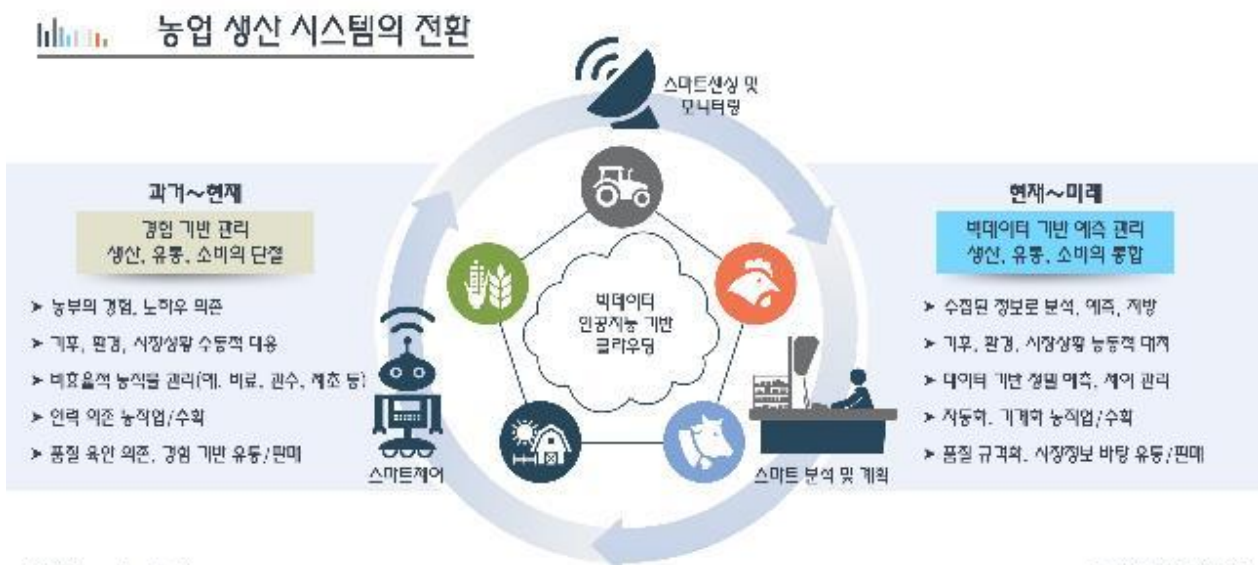 농업 생산 시스템의 전환
스마트센싱 및
모니터링
과거~현재
경험 기반 관리
생산, 유통, 소비의 단절
➤ 농부의 경험, 노하우 의존
➤ 기후, 환경, 시장상황 수동적 대응
➤ 비효율적 농작물 관리(예. 비료, 관수, 제초 등)
➤ 인력 의존 농작업/수확
➤ 품질 육안 의존, 경험 기반 유통/판매
빅데이터
인공지능 기반
클라우딩
스마트제어
스마트 분석 및 계획
현재~미래
빅데이터 기반 예측 관리
생산, 유통, 소비의 통합
➤ 수집된 정보로 분석, 예측, 처방
➤ 기후, 환경, 시장상황 능동적 대처
➤ 데이터 기반 정밀 예측, 제어 관리
➤ 자동화, 기계화 농작업/수확
➤ 품질 규격화, 시장정보 바탕 유통/판매